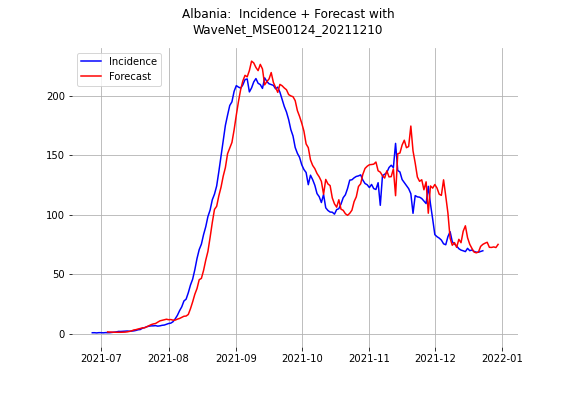 Albania:  Incidence + Forecast with
WaveNet_MSE00124_20211210
Incidence
Forecast
200
150
100
50
0
2021-07 2021-08 2021-09 2021-10 2021-11 2021-12 2022-01